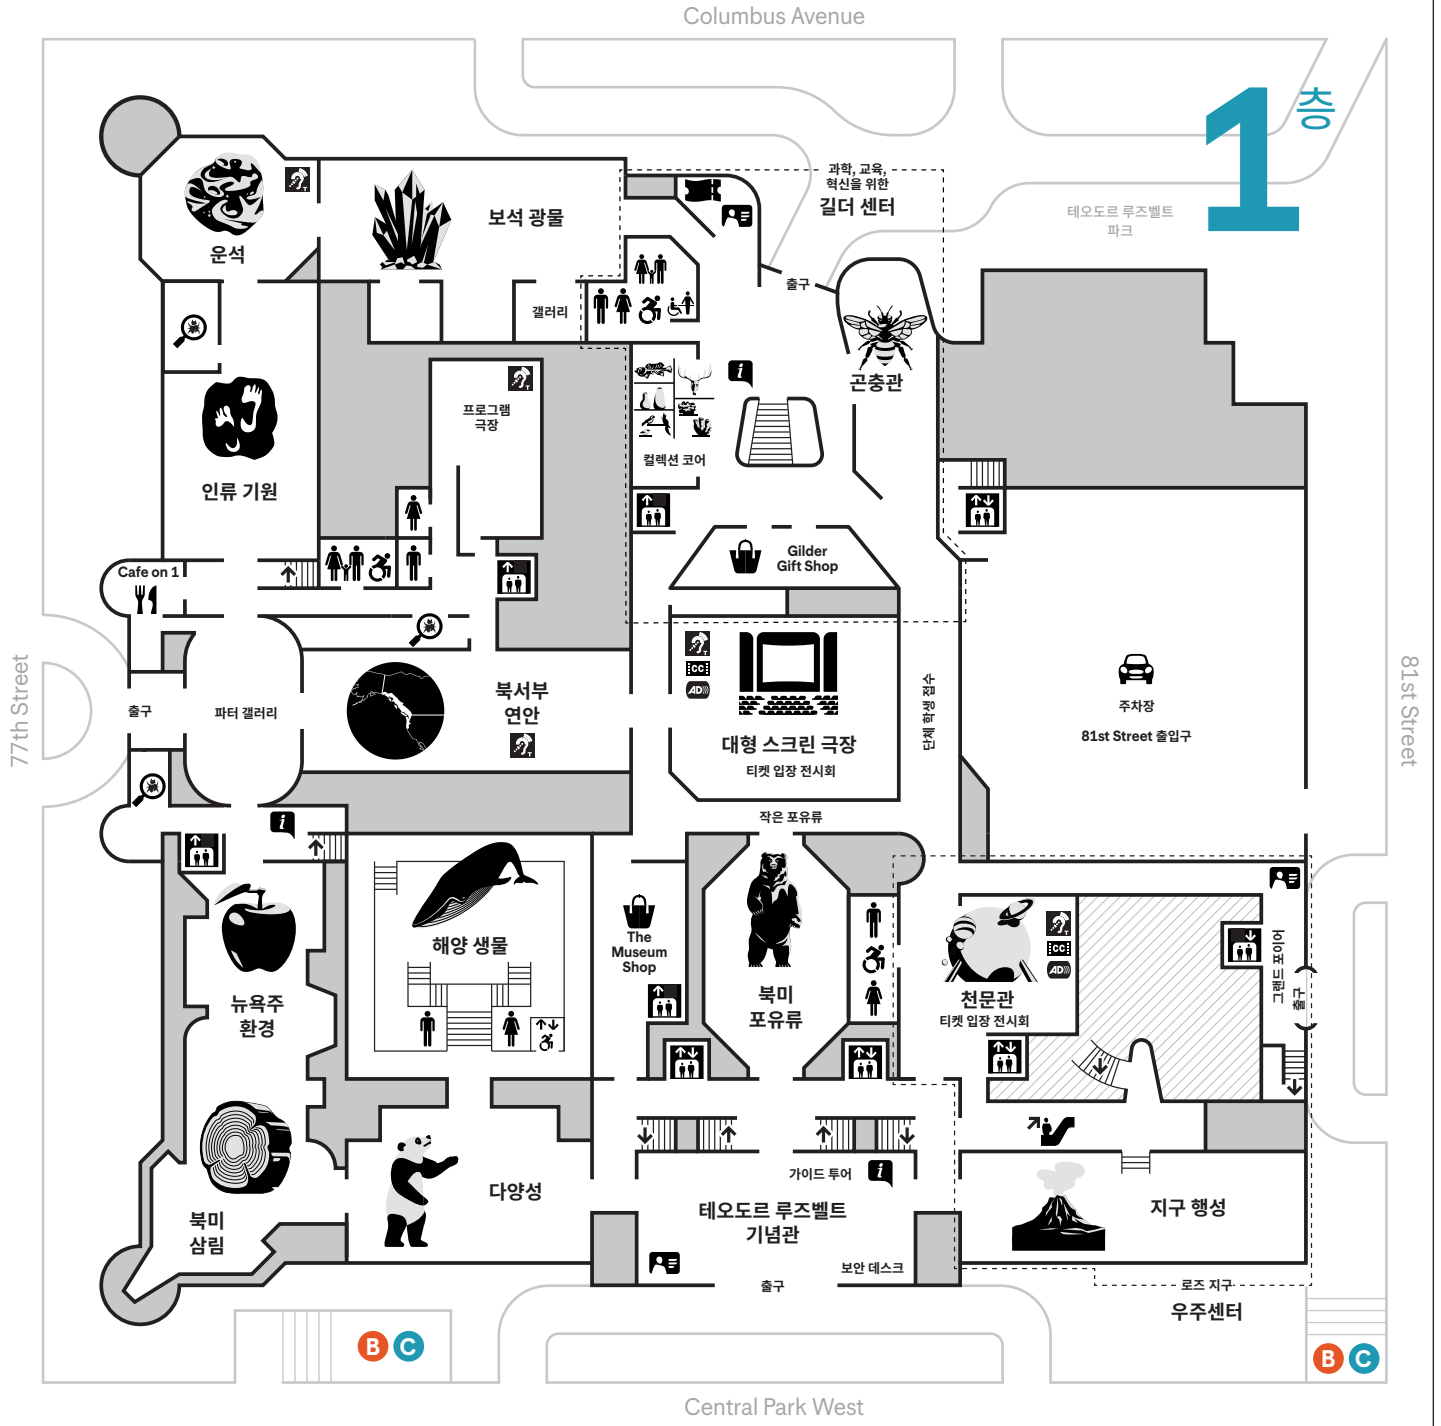 Columbus Avenue
1
층
과학, 교육,
혁신을 위한
길더 센터
테오도르 루즈벨트
파크
운석
보석 광물
출구
갤러리
i
곤충관
프로그램
극장
컬렉션 코어
인류 기원
Gilder
Gift Shop
Cafe on 1
77th Street
81st Street
CC
AD
북서부
연안
단체 학생 접수
주차장
81st Street 출입구
출구
파터 갤러리
대형 스크린 극장
티켓 입장 전시회
작은 포유류
i
The
Museum
Shop
해양 생물
북미
포유류
CC
AD
천문관
티켓 입장 전시회
그랜드 포이어
출구
뉴욕주
환경
가이드 투어
i
다양성
테오도르 루즈벨트
기념관
지구 행성
북미
삼림
보안 데스크
출구
로즈 지구
우주센터
B C
B C
Central Park West